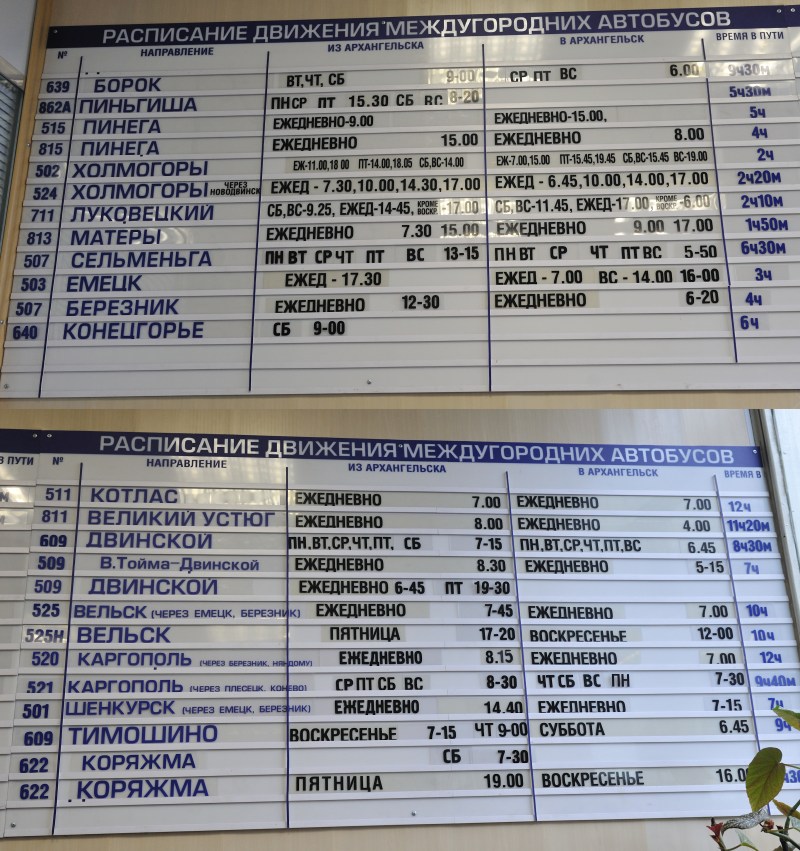 РАСПИСАНИЕ ДВИЖЕНИЯ МЕЖДУГОРОДНИХ АВТОБУСОВ
№ НАПРАВЛЕНИЕ ИЗ АРХАНГЕЛЬСКА В АРХАНГЕЛЬСК ВРЕМЯ В ПУТИ
639 БОРОК ВТ,ЧТ, СБ 9-00 СР ПТ ВС 6.00 9ч30м
862А ПИНЬГИША ПН СР ПТ 15.30 СБ ВС 8-20 5ч30м
515 ПИНЕГА ЕЖЕДНЕВНО-9.00 ЕЖЕДНЕВНО-15.00, 5ч
815 ПИНЕГА ЕЖЕДНЕВНО 15.00 ЕЖЕДНЕВНО 8.00 4ч
502 ХОЛМОГОРЫ ЕЖ-11.00,18 00 ПТ-14.00,18.05 СБ,ВС-14.00 ЕЖ-7.00,15.00 ПТ-15.45,19.45 СБ,ВС-15.45 ВС-19.00 2ч
524 ХОЛМОГОРЫ ЧЕРЕЗ НОВОДВИНСК ЕЖЕД - 7.30,10.00,14.30,17.00 ЕЖЕД - 6.45,10.00,14.00,17.00 2ч20м
711 ЛУКОВЕЦКИЙ СБ,ВС-9.25, ЕЖЕД-14-45, КРОМЕ ВОСКР. -17.00 СБ,ВС-11.45, ЕЖЕД-17.00, КРОМЕ ВОСКР. -6.00 2ч10м
813 МАТЕРЫ ЕЖЕДНЕВНО 7.30 15.00 ЕЖЕДНЕВНО 9.00 17.00 1ч50м
507 СЕЛЬМЕНЬГА ПН ВТ СР ЧТ ПТ ВС 13-15 ПН ВТ СР ЧТ ПТ ВС 5-50 6ч30м
503 ЕМЕЦК ЕЖЕД - 17.30 ЕЖЕД - 7.00 ВС - 14.00 16-00 3ч
507 БЕРЕЗНИК ЕЖЕДНЕВНО 12-30 ЕЖЕДНЕВНО 6-20 4ч
640 КОНЕЦГОРЬЕ СБ 9-00 6ч
РАСПИСАНИЕ ДВИЖЕНИЯ МЕЖДУГОРОДНИХ АВТОБУСОВ
В ПУТИ № НАПРАВЛЕНИЕ ИЗ АРХАНГЕЛЬСКА В АРХАНГЕЛЬСК ВРЕМЯ В
511 КОТЛАС ЕЖЕДНЕВНО 7.00 ЕЖЕДНЕВНО 7.00 12ч
811 ВЕЛИКИЙ УСТЮГ ЕЖЕДНЕВНО 8.00 ЕЖЕДНЕВНО 4.00 11ч20м
609 ДВИНСКОЙ ПН,ВТ,СР,ЧТ,ПТ, СБ 7-15 ПН,ВТ,СР,ЧТ,ПТ,ВС 6.45 8ч30м
509 В.Тойма-Двинской ЕЖЕДНЕВНО 8.30 ЕЖЕДНЕВНО 5-15 7ч
509 ДВИНСКОЙ ЕЖЕДНЕВНО 6-45 ПТ 19-30
525 ВЕЛЬСК (ЧЕРЕЗ ЕМЕЦК, БЕРЕЗНИК) ЕЖЕДНЕВНО 7-45 ЕЖЕДНЕВНО 7.00 10ч
525Н ВЕЛЬСК ПЯТНИЦА 17-20 ВОСКРЕСЕНЬЕ 12-00 10ч
520 КАРГОПОЛЬ (ЧЕРЕЗ БЕРЕЗНИК, НЯНДОМУ) ЕЖЕДНЕВНО 8.15 ЕЖЕДНЕВНО 7.00 12ч
521 КАРГОПОЛЬ (ЧЕРЕЗ ПЛЕСЕЦК, КОНЕВО) СР ПТ СБ ВС 8-30 ЧТ СБ ВС ПН 7-30 9ч40м
501 ШЕНКУРСК (ЧЕРЕЗ ЕМЕЦК, БЕРЕЗНИК) ЕЖЕДНЕВНО 14.40 ЕЖЕДНЕВНО 7-15 7ч
609 ТИМОШИНО ВОСКРЕСЕНЬЕ 7-15 ЧТ 9-00 СУББОТА 6.45 9ч
622 КОРЯЖМА СБ 7-30
622 КОРЯЖМА ПЯТНИЦА 19.00 ВОСКРЕСЕНЬЕ